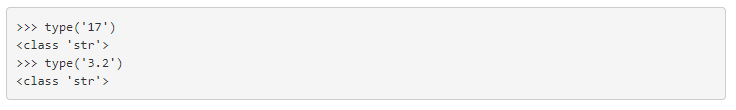 >>> type('17')
<class 'str'>
>>> type('3.2')
<class 'str'>